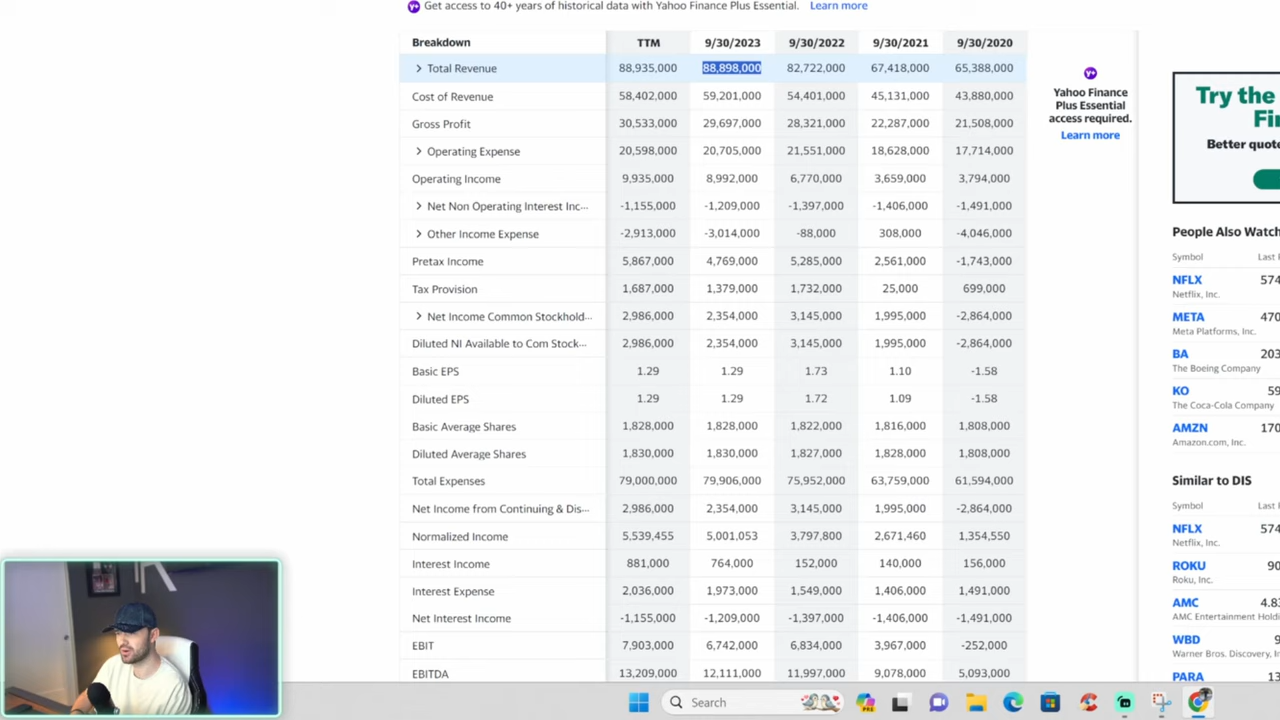 Get access to 40+ years of historical data with Yahoo Finance Plus Essential. Learn more
Breakdown TTM 9/30/2023 9/30/2022 9/30/2021 9/30/2020
Total Revenue 88,935,000 88,898,000 82,722,000 67,418,000 65,388,000
Cost of Revenue 58,402,000 59,201,000 54,401,000 45,131,000 43,880,000
Gross Profit 30,533,000 29,697,000 28,321,000 22,287,000 21,508,000
Operating Expense 20,598,000 20,705,000 21,551,000 18,628,000 17,714,000
Operating Income 9,935,000 8,992,000 6,770,000 3,659,000 3,794,000
Net Non Operating Interest Inc... -1,155,000 -1,209,000 -1,397,000 -1,406,000 -1,491,000
Other Income Expense -2,913,000 -3,014,000 -88,000 308,000 -4,046,000
Pretax Income 5,867,000 4,769,000 5,285,000 2,561,000 -1,743,000
Tax Provision 1,687,000 1,379,000 1,732,000 25,000 699,000
Net Income Common Stockhold... 2,986,000 2,354,000 3,145,000 1,995,000 -2,864,000
Diluted NI Available to Com Stock... 2,986,000 2,354,000 3,145,000 1,995,000 -2,864,000
Basic EPS 1.29 1.29 1.73 1.10 -1.58
Diluted EPS 1.29 1.29 1.72 1.09 -1.58
Basic Average Shares 1,828,000 1,828,000 1,822,000 1,816,000 1,808,000
Diluted Average Shares 1,830,000 1,830,000 1,827,000 1,828,000 1,808,000
Total Expenses 79,000,000 79,906,000 75,952,000 63,759,000 61,594,000
Net Income from Continuing & Dis... 2,986,000 2,354,000 3,145,000 1,995,000 -2,864,000
Normalized Income 5,539,455 5,001,053 3,797,800 2,671,460 1,354,550
Interest Income 881,000 764,000 152,000 140,000 156,000
Interest Expense 2,036,000 1,973,000 1,549,000 1,406,000 1,491,000
Net Interest Income -1,155,000 -1,209,000 -1,397,000 -1,406,000 -1,491,000
EBIT 7,903,000 6,742,000 6,834,000 3,967,000 -252,000
EBITDA 13,209,000 12,111,000 11,997,000 9,078,000 5,093,000
Yahoo Finance
Plus Essential
access required.
Learn more
Try the
Fi
Better quote
People Also Watch
Symbol Last
NFLX 574
Netflix, Inc.
META 470
Meta Platforms, Inc.
BA 203
The Boeing Company
KO 59
The Coca-Cola Company
AMZN 170
Amazon.com, Inc.
Similar to DIS
Symbol Last
NFLX 574
Netflix, Inc.
ROKU 90
Roku, Inc.
AMC 4.8
AMC Entertainment Hold
WBD 9
Warner Bros. Discovery, I
PARA 13
Search